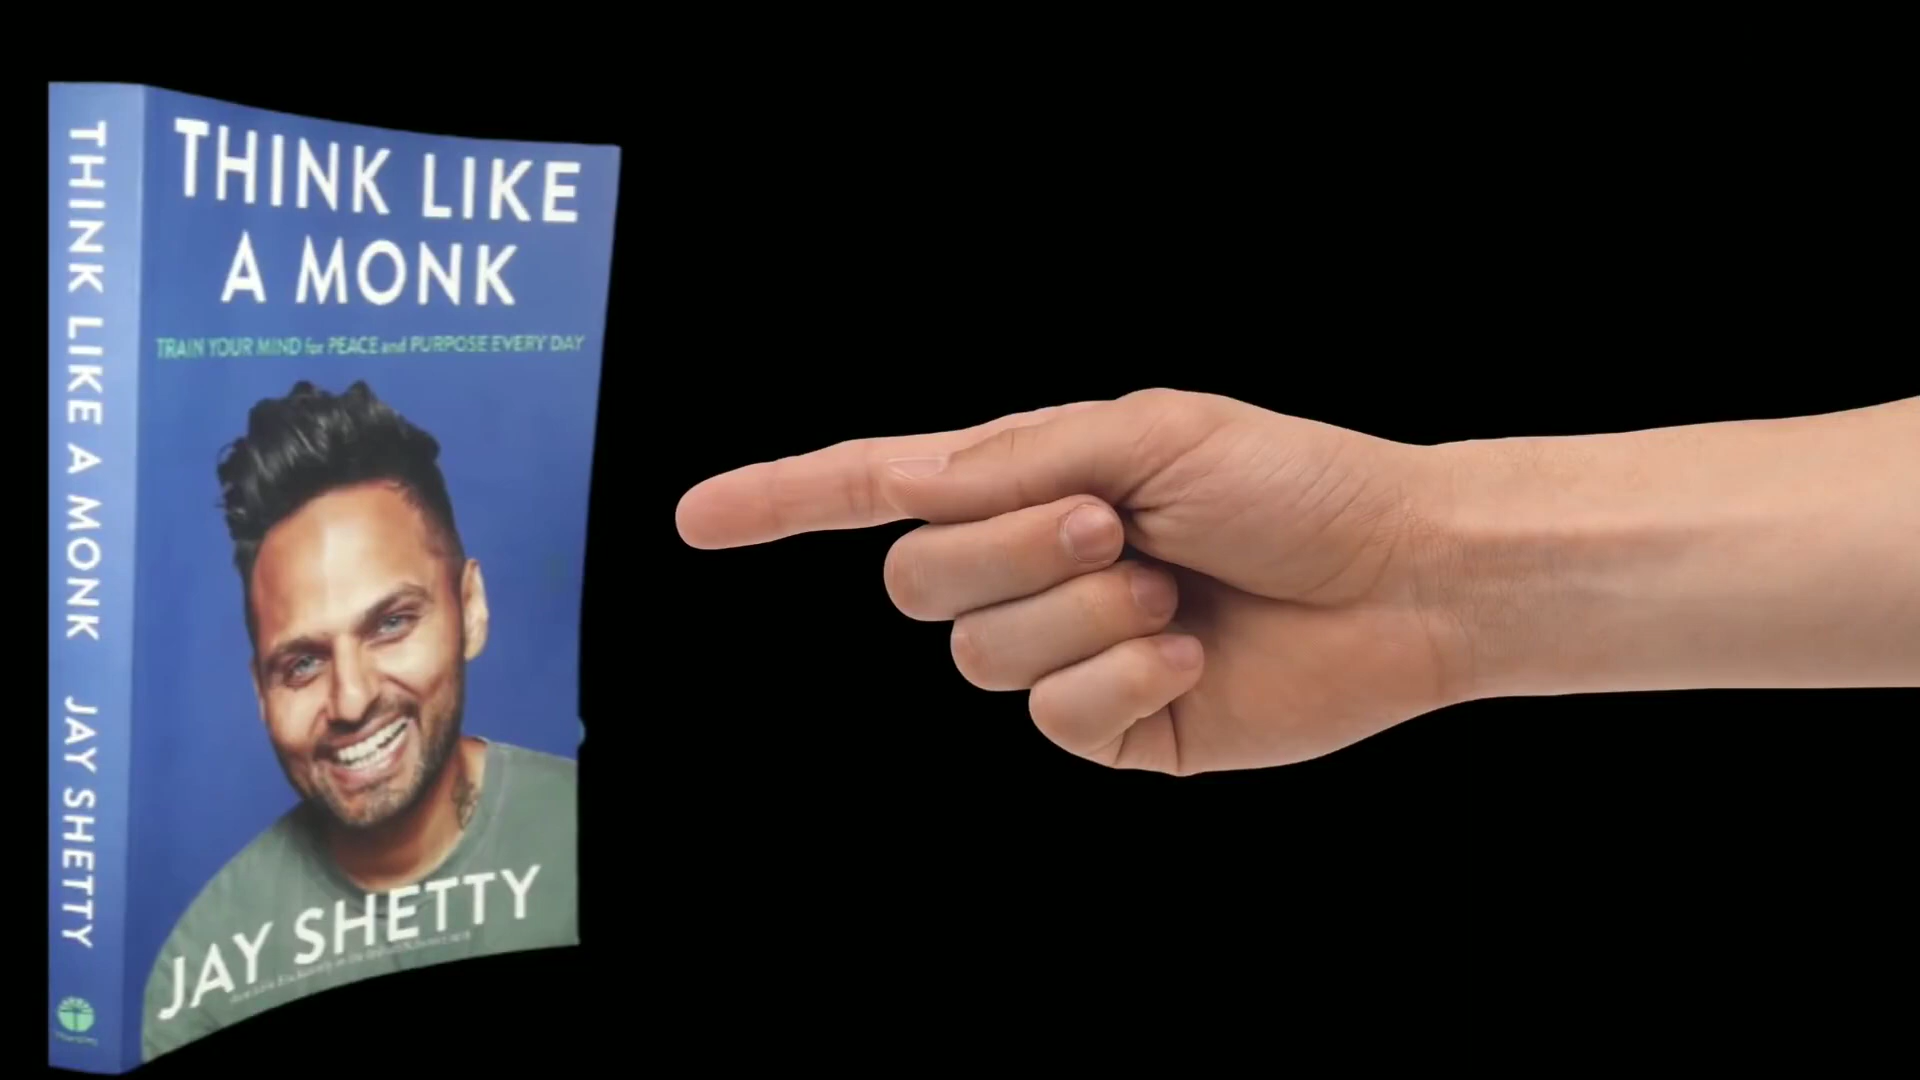 THINK LIKE A MONK JAY SHETTY
THINK LIKE
A MONK
TRAIN YOUR MIND for PEACE and PURPOSE EVERY DAY
JAY SHETTY